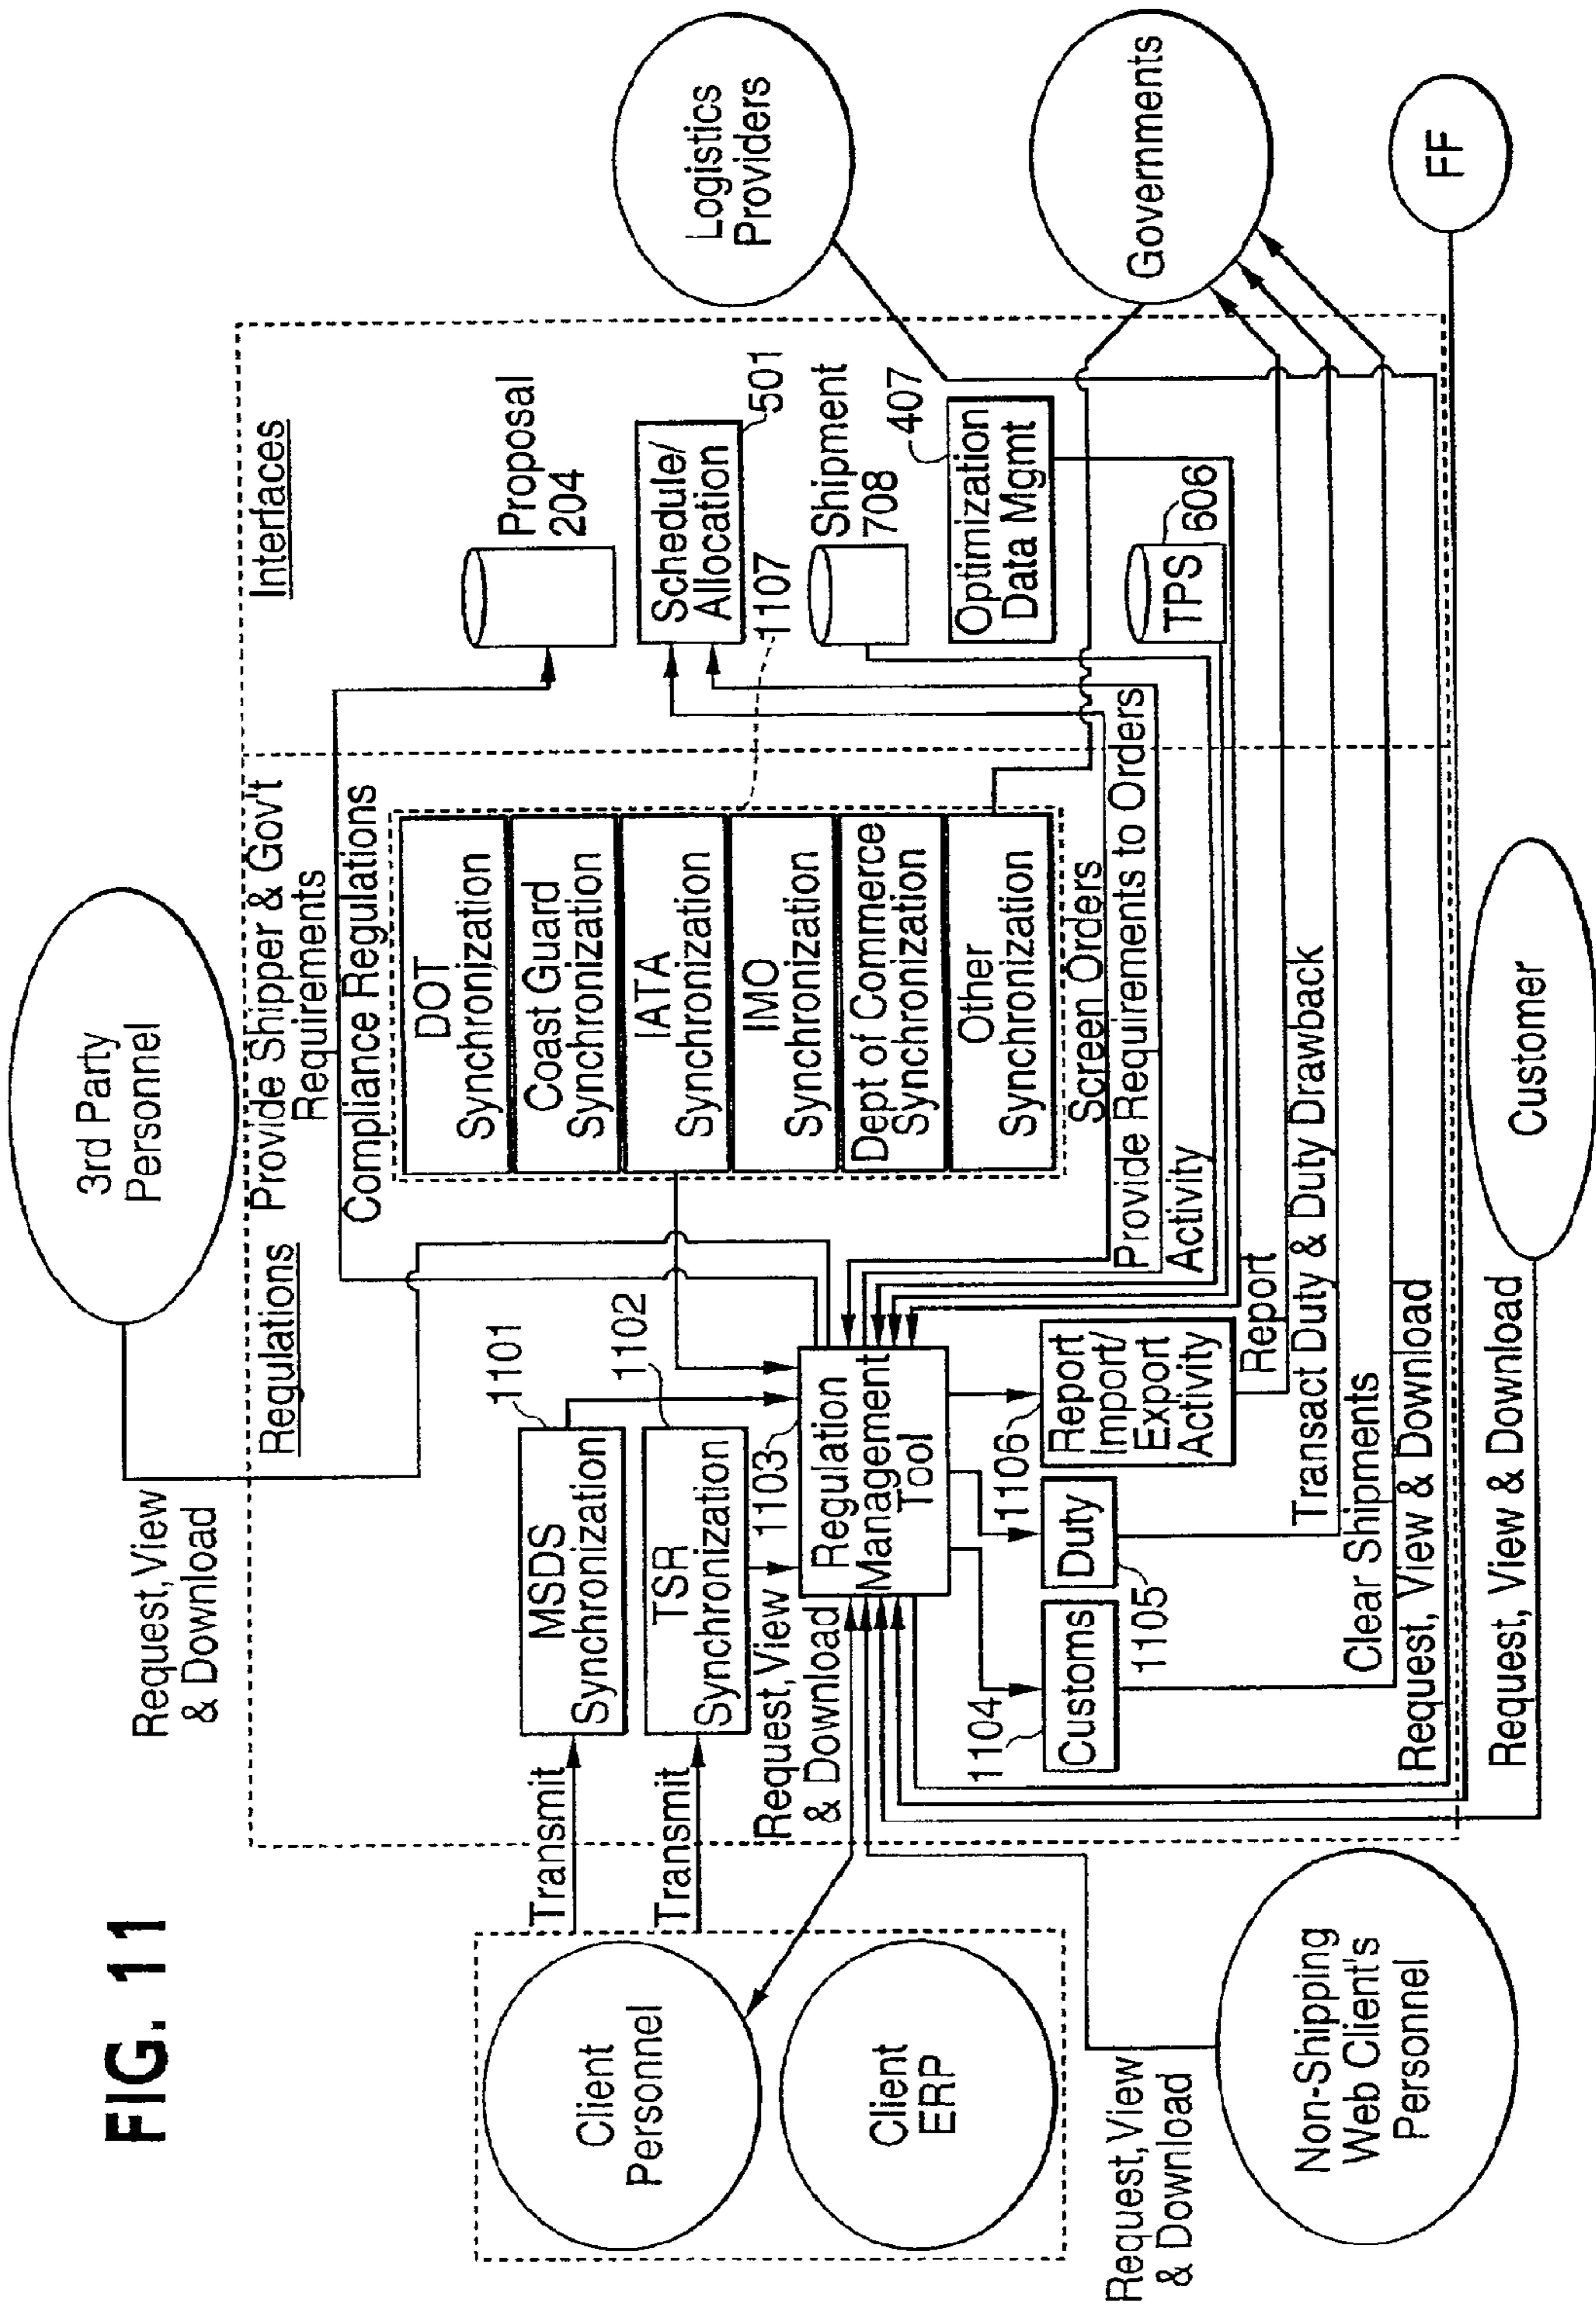 FIG. 11
3rd Party
Personnel
Request, View
& Download
Regulations
Provide Shipper & Gov't
Requirements
Compliance Regulations
Interfaces
Transmit
MSDS
Synchronization
1101
Transmit
TSR
Synchronization
1102
Request, View
& Download
1103
Regulation
Management
Tool
DOT
Synchronization
Coast Guard
Synchronization
IATA
Synchronization
IMO
Synchronization
Dept of Commerce
Synchronization
Other
Synchronization
1107
Proposal
204
Schedule/
Allocation
501
Shipment
708
Optimization
Data Mgmt
407
TPS
606
Logistics
Providers
Governments
FF
Client
Personnel
Client
ERP
Screen Orders
Provide Requirements to Orders
Activity
1104
Customs
Duty
1105
1106
Report
Import/
Export
Activity
Report
Transact Duty & Duty Drawback
Clear Shipments
Request, View & Download
Request, View & Download
Request, View
& Download
Non-Shipping
Web Client's
Personnel
Customer